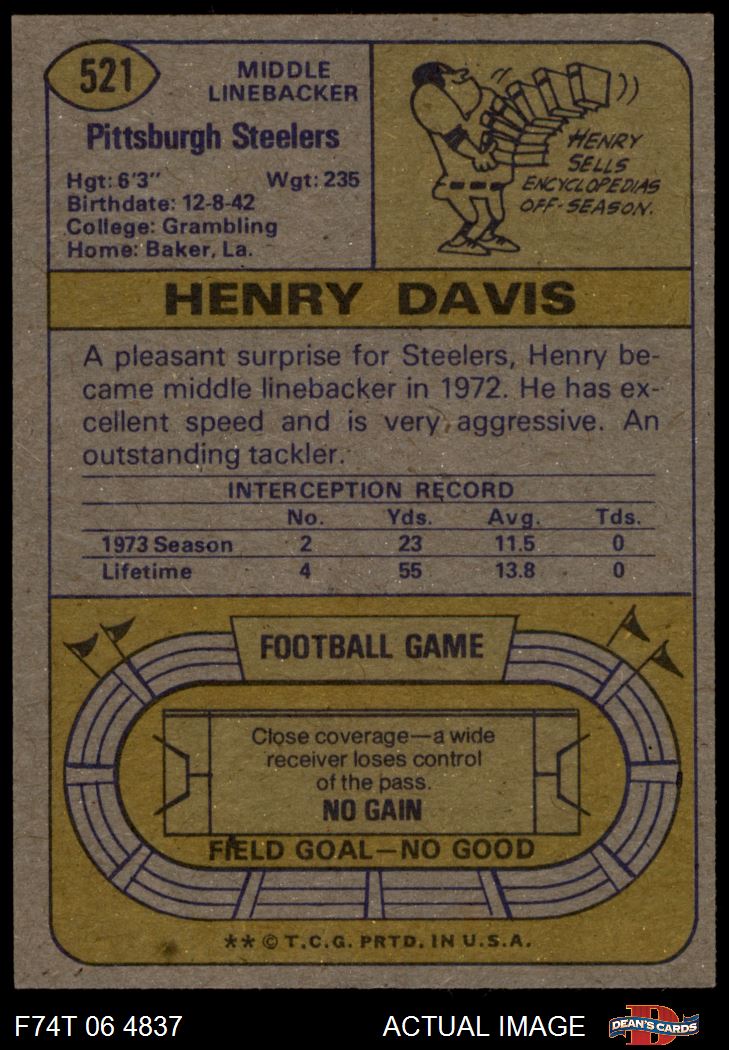 521
MIDDLE
LINEBACKER
Pittsburgh Steelers
Hgt: 6'3" Wgt: 235
Birthdate: 12-8-42
College: Grambling
Home: Baker, La.
HENRY
SELLS
ENCYCLOPEDIAS
OFF-SEASON.
HENRY DAVIS
A pleasant surprise for Steelers, Henry be-
came middle linebacker in 1972. He has ex-
cellent speed and is very aggressive. An
outstanding tackler.
INTERCEPTION RECORD
No. Yds. Avg. Tds.
1973 Season 2 23 11.5 0
Lifetime 4 55 13.8 0
FOOTBALL GAME
Close coverage—a wide
receiver loses control
of the pass.
NO GAIN
FIELD GOAL—NO GOOD
** © T.C.G. PRTD. IN U.S.A.
F74T 06 4837 ACTUAL IMAGE
D
DEAN'S CARDS